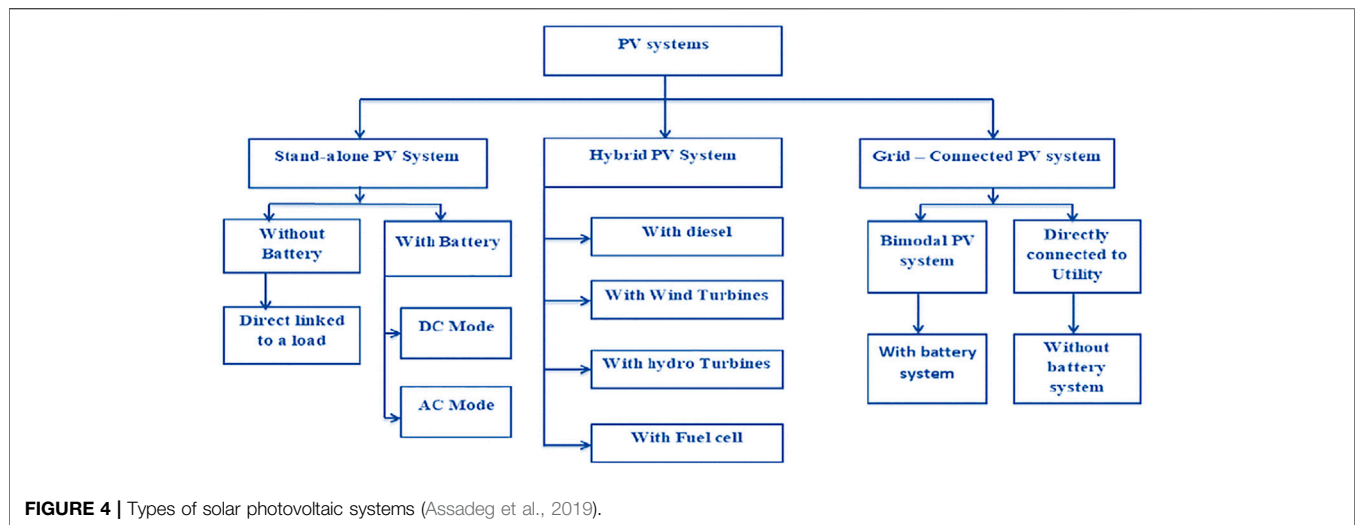 PV systems
Stand-alone PV System
Hybrid PV System
Grid – Connected PV system
Without
Battery
With Battery
Direct linked
to a load
DC Mode
AC Mode
With diesel
With Wind Turbines
With hydro Turbines
With Fuel cell
Bimodal PV
system
Directly
connected to
Utility
With battery
system
Without
battery
system
FIGURE 4 | Types of solar photovoltaic systems (Assadeg et al., 2019).